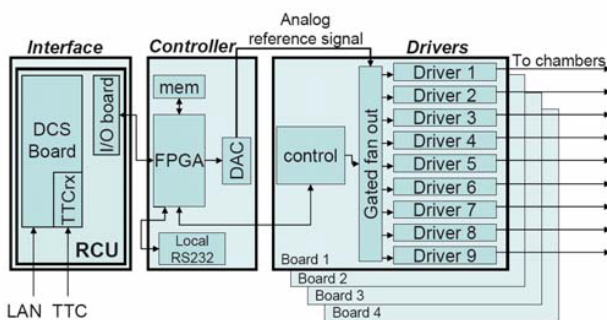 Analog
reference signal
Interface
Controller
Drivers
To chambers
DCS
Board
I/O board
TTCrx
RCU
LAN
TTC
mem
FPGA
DAC
Local
RS232
control
Gated fan out
Driver 1
Driver 2
Driver 3
Driver 4
Driver 5
Driver 6
Driver 7
Driver 8
Driver 9
Board 1
Board 2
Board 3
Board 4